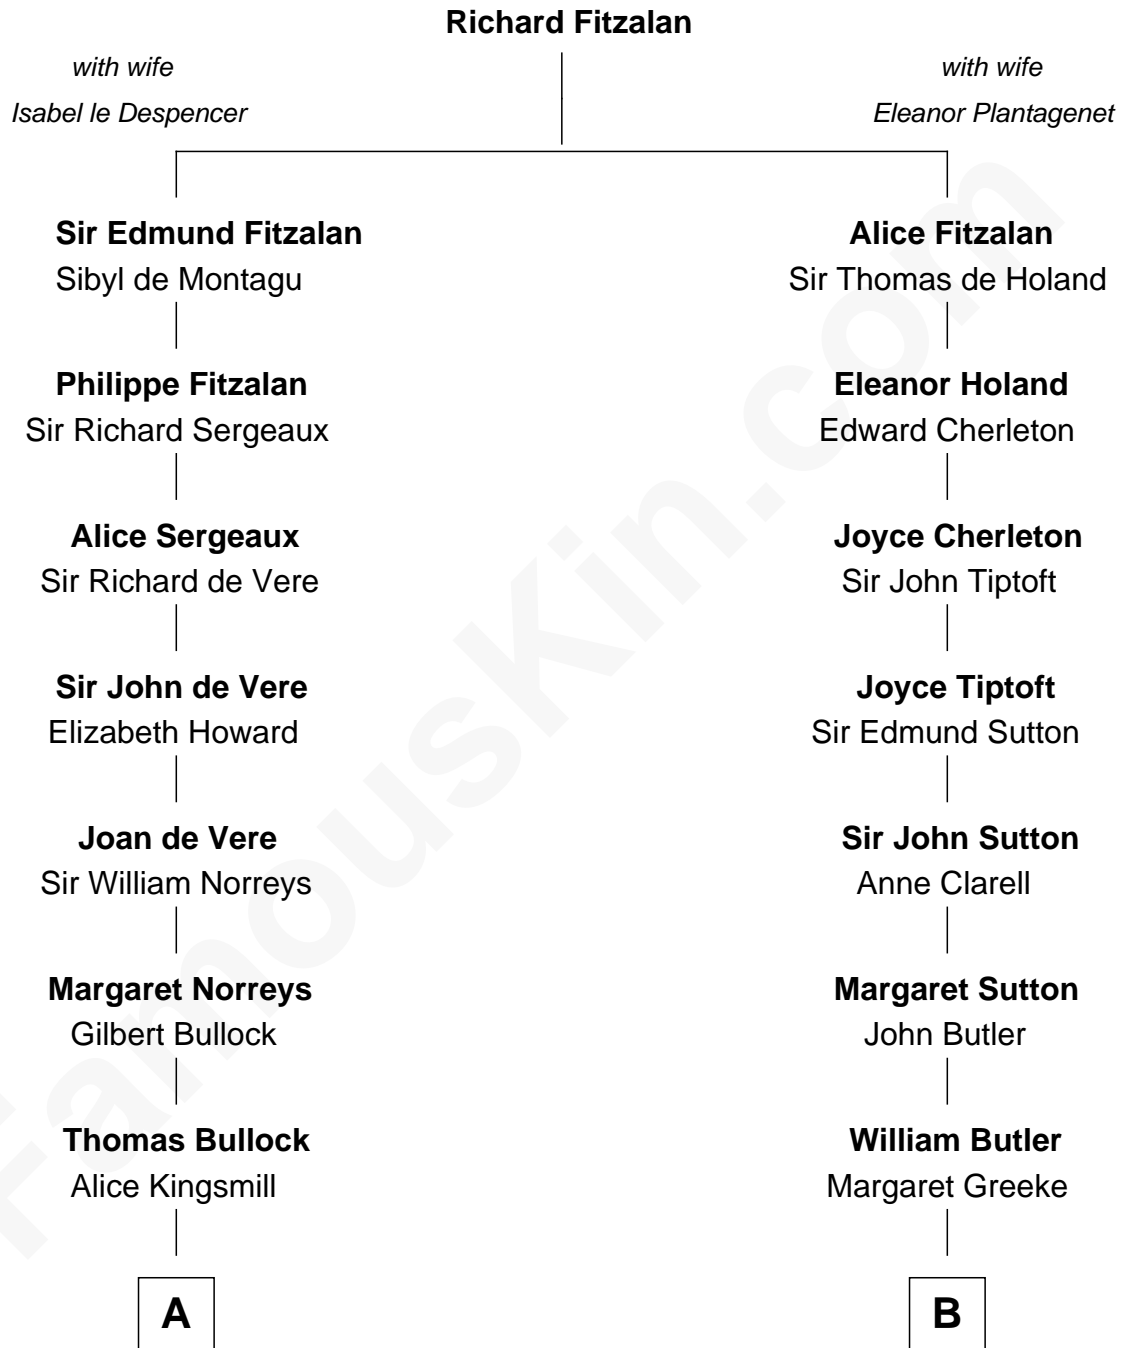 Richard Fitzalan
with wife
Isabel le Despencer
with wife
Eleanor Plantagenet
Sir Edmund Fitzalan
Sibyl de Montagu
Alice Fitzalan
Sir Thomas de Holand
Philippe Fitzalan
Sir Richard Sergeaux
Eleanor Holand
Edward Cherleton
Alice Sergeaux
Sir Richard de Vere
Joyce Cherleton
Sir John Tiptoft
Sir John de Vere
Elizabeth Howard
Joyce Tiptoft
Sir Edmund Sutton
Joan de Vere
Sir William Norreys
Sir John Sutton
Anne Clarell
Margaret Norreys
Gilbert Bullock
Margaret Sutton
John Butler
Thomas Bullock
Alice Kingsmill
William Butler
Margaret Greeke
A
B
FamousKin.com